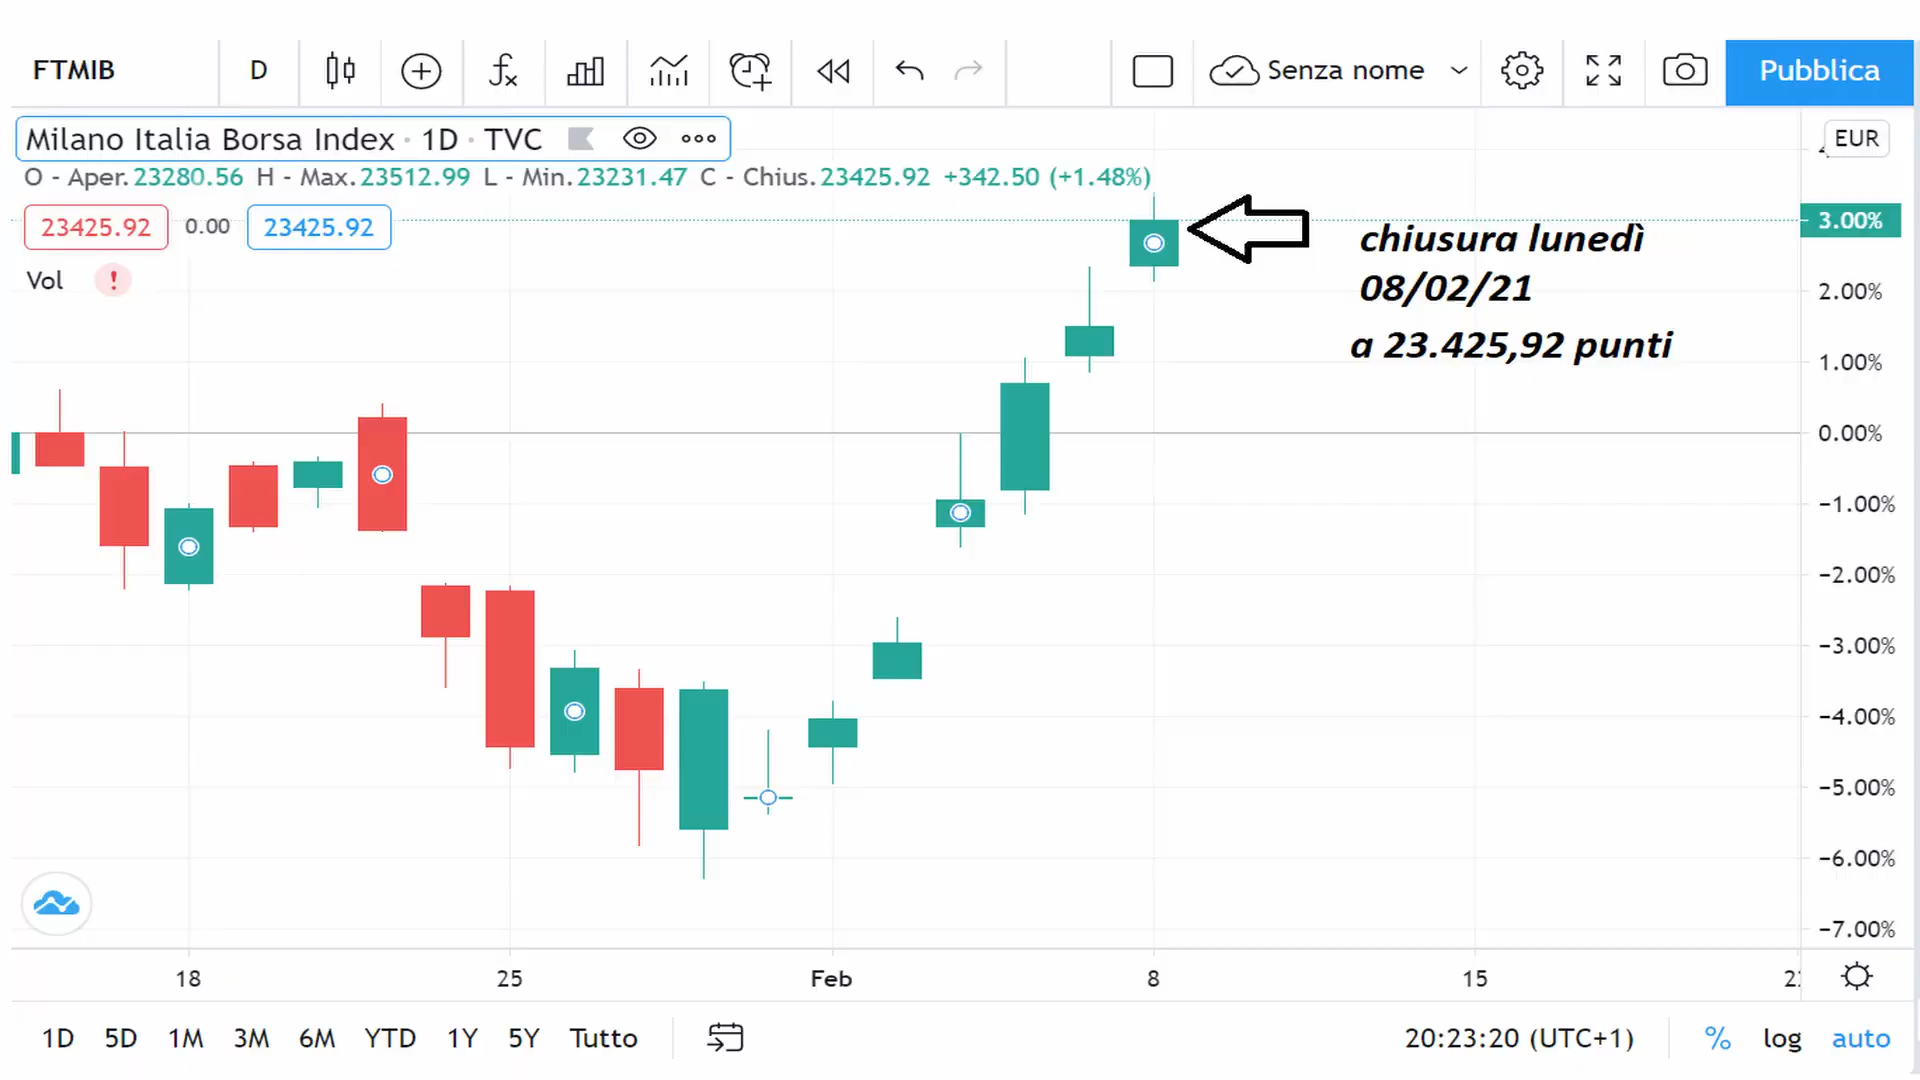 FTMIB D Senza nome Pubblica
Milano Italia Borsa Index · 1D · TVC EUR
O - Aper.23280.56 H - Max.23512.99 L - Min.23231.47 C - Chius.23425.92 +342.50 (+1.48%)
23425.92 0.00 23425.92 3.00%
chiusura lunedì
Vol !
08/02/21
2.00%
a 23.425,92 punti
1.00%
0.00%
−1.00%
−2.00%
−3.00%
−4.00%
−5.00%
−6.00%
−7.00%
18 25 Feb 8 15
1D 5D 1M 3M 6M YTD 1Y 5Y Tutto 20:23:20 (UTC+1) % log auto